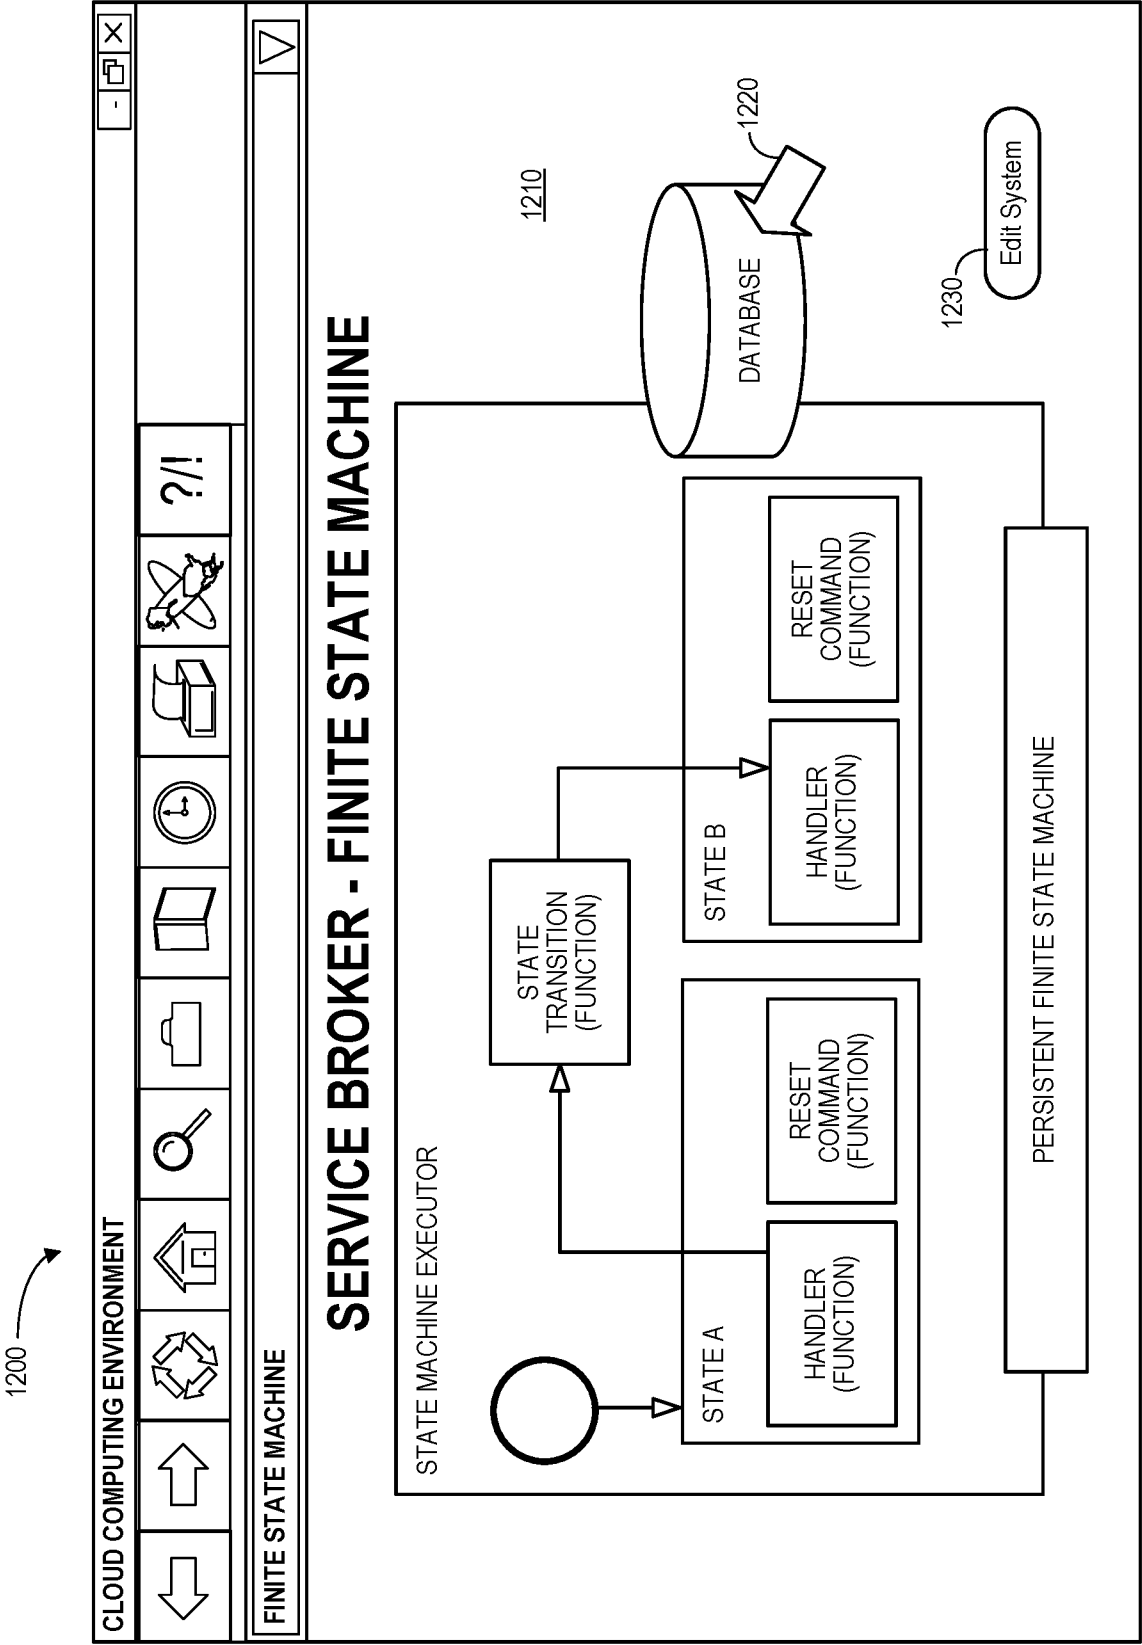 1200
CLOUD COMPUTING ENVIRONMENT
- X
?/!
FINITE STATE MACHINE
SERVICE BROKER - FINITE STATE MACHINE
1210
STATE MACHINE EXECUTOR
STATE
TRANSITION
(FUNCTION)
STATE A
HANDLER
(FUNCTION)
RESET
COMMAND
(FUNCTION)
STATE B
HANDLER
(FUNCTION)
RESET
COMMAND
(FUNCTION)
DATABASE
1220
PERSISTENT FINITE STATE MACHINE
1230
Edit System